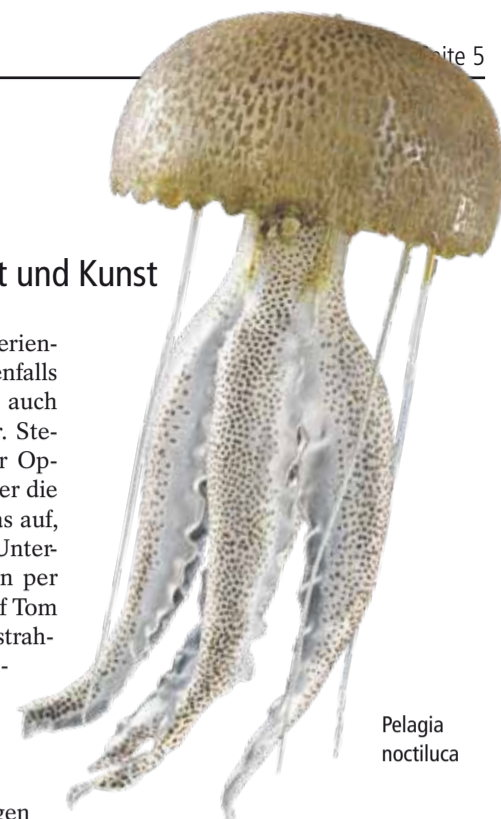 ite 5
t und Kunst
erien-
enfalls
auch
r. Ste-
r Op-
er die
as auf,
Unter-
n per
f Tom
strah-
-
gen
Pelagia
noctiluca